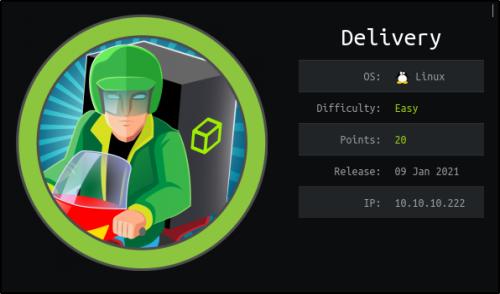 Delivery
OS: Linux
Difficulty: Easy
Points: 20
Release: 09 Jan 2021
IP: 10.10.10.222